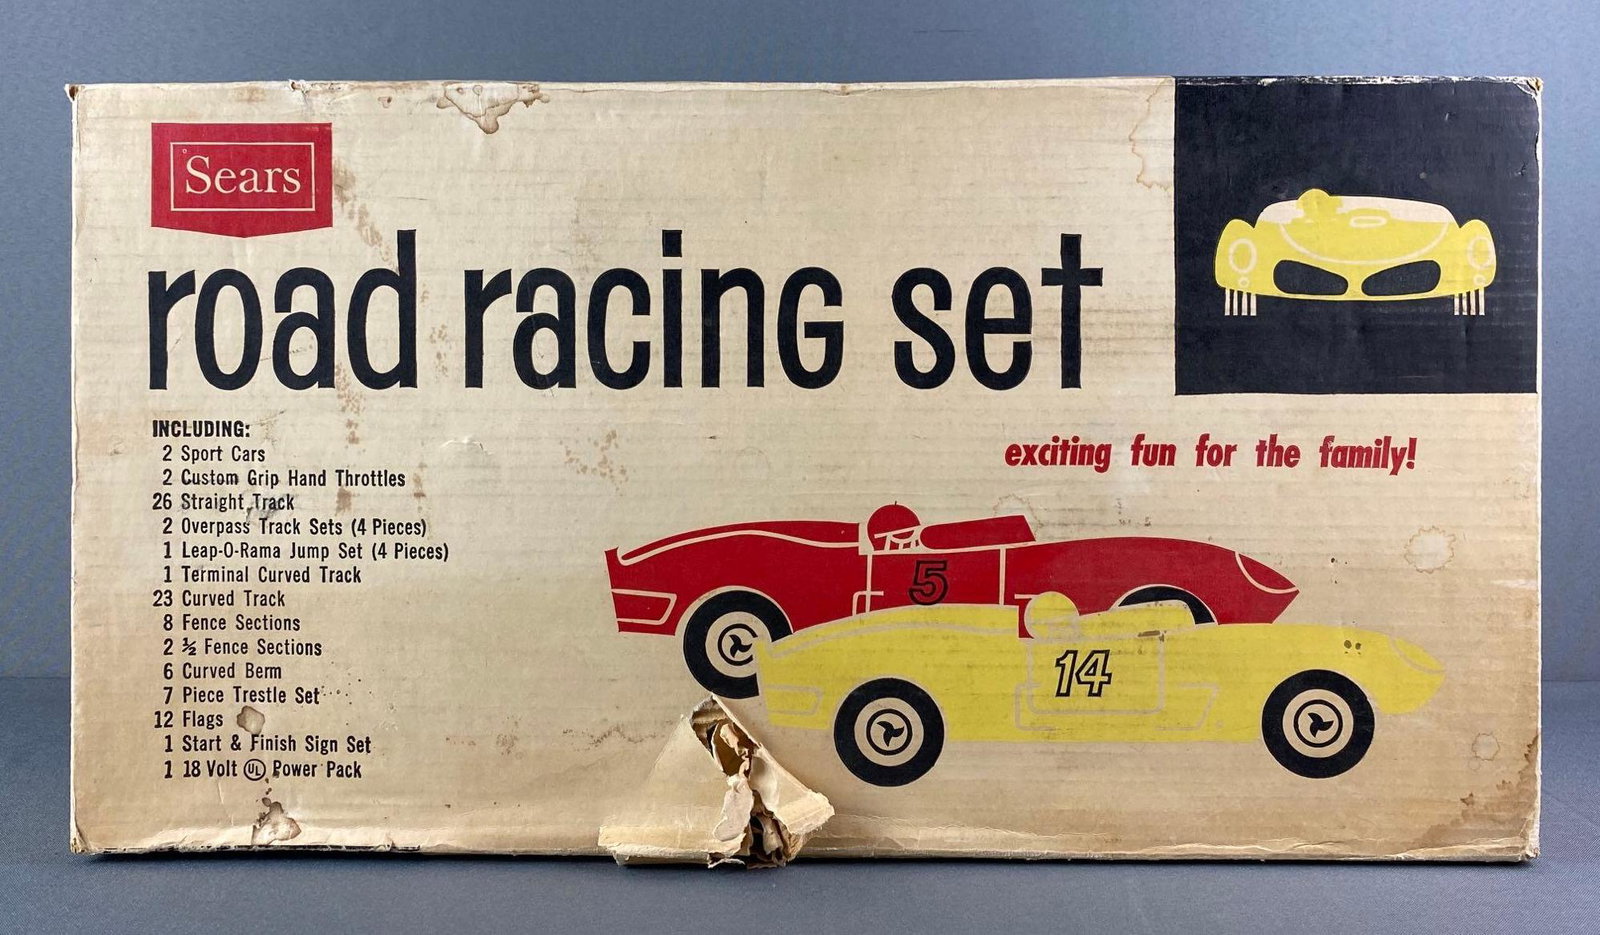 Sears
road racinG set
exciting fun for the family!
INCLUDING:
2 Sport Cars
2 Custom Grip Hand Throttles
26 Straight Track
2 Overpass Track Sets (4 Pieces)
1 Leap-O-Rama Jump Set (4 Pieces)
1 Terminal Curved Track
23 Curved Track
8 Fence Sections
2 ½ Fence Sections
6 Curved Berm
7 Piece Trestle Set
12 Flags
1 Start & Finish Sign Set
1 18 Volt UL Power Pack
5
14